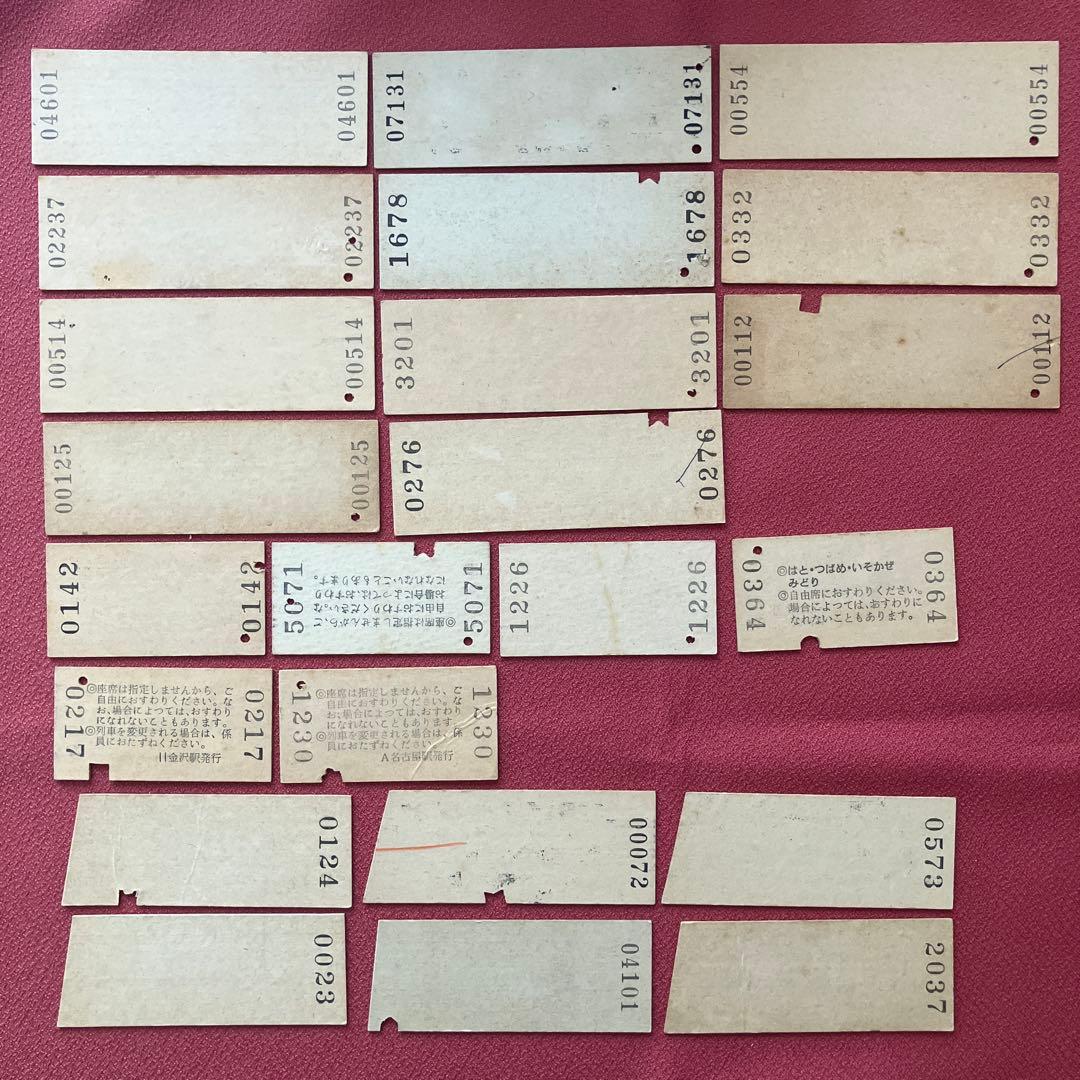 04601 04601
07131 07131
00554 00554
02237 02237
1678 1678
0332 0332
00514 00514
3201 3201
00112 00112
00125 00125
0276 0276
0142 0142
5071 5071
◎座席は指定しませんから、ご
自由におすわりください。な
お場合によっては、おすわり
になれないこともあります。
1226 1226
0364 0364
◎はと・つばめ・いそかぜ
みどり
◎自由席におすわりください。
場合によっては、おすわりに
なれないこともあります。
0217 0217
◎座席は指定しませんから、ご
自由におすわりください。な
お、場合によっては、おすわり
になれないこともあります。
◎列車を変更される場合は、係
員におたずねください。
金沢駅発行
1230 1230
◎座席は指定しませんから、ご
自由におすわりください。な
お、場合によっては、おすわり
になれないこともあります。
◎列車を変更される場合は、係
員におたずねください。
A名古屋駅発行
0124
00072
0573
0023
04101
2037